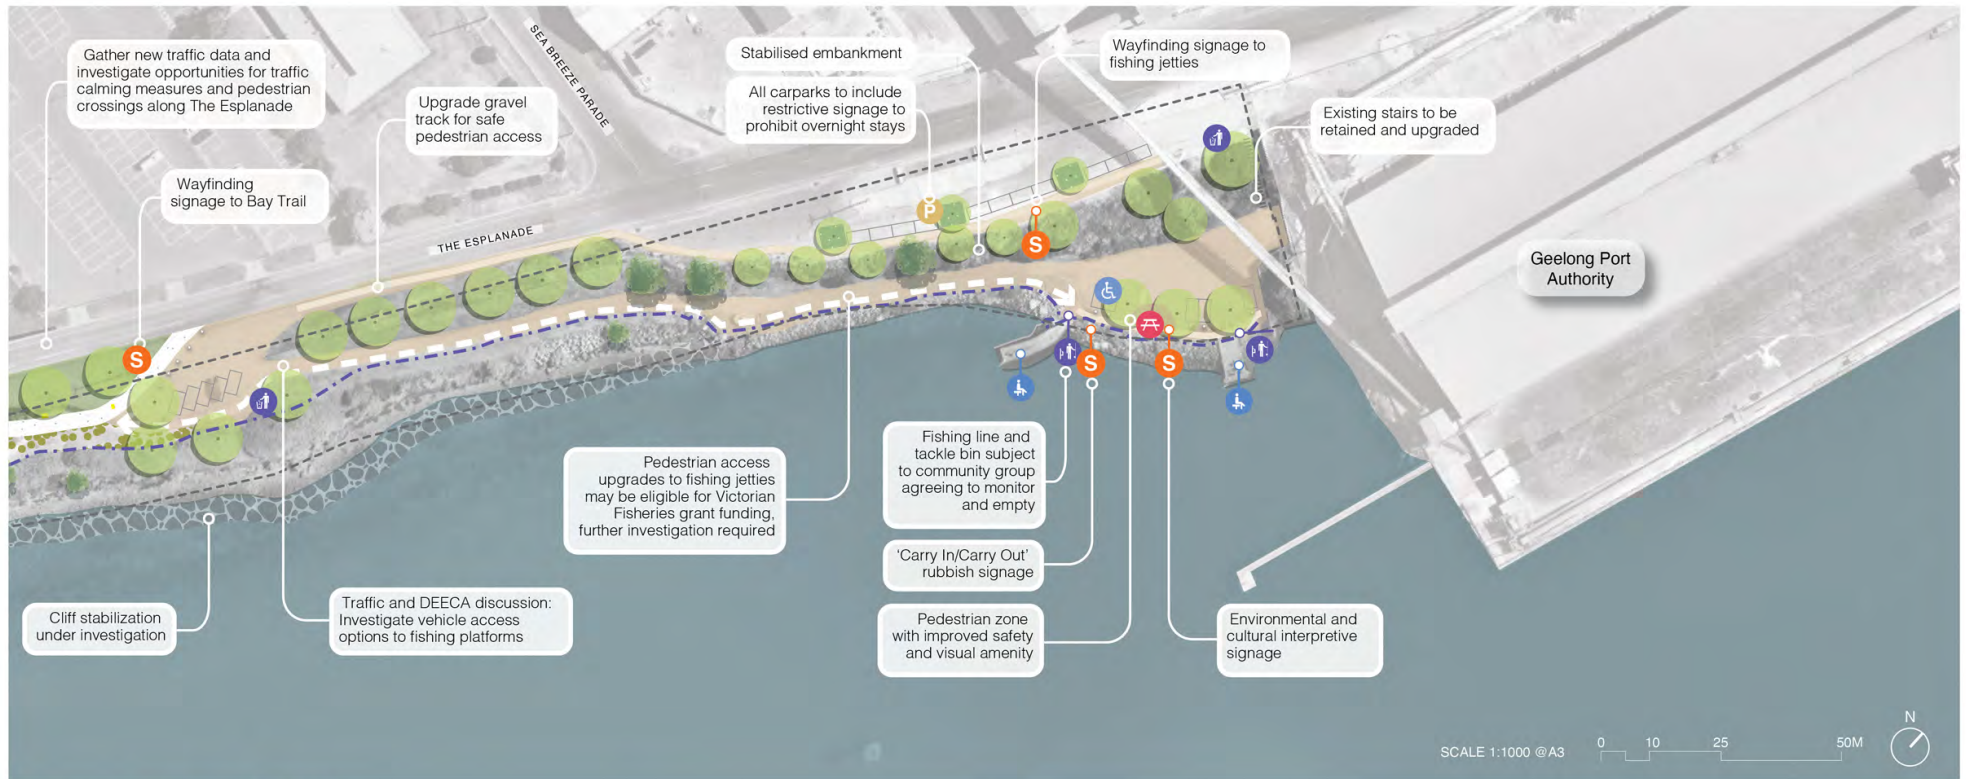 Gather new traffic data and
investigate opportunities for traffic
calming measures and pedestrian
crossings along The Esplanade
Wayfinding
signage to Bay Trail
Upgrade gravel
track for safe
pedestrian access
SEA BREEZE PARADE
THE ESPLANADE
Stabilised embankment
All carparks to include
restrictive signage to
prohibit overnight stays
Wayfinding signage to
fishing jetties
Existing stairs to be
retained and upgraded
P
S
S
S
S
Geelong Port
Authority
Pedestrian access
upgrades to fishing jetties
may be eligible for Victorian
Fisheries grant funding,
further investigation required
Fishing line and
tackle bin subject
to community group
agreeing to monitor
and empty
'Carry In/Carry Out'
rubbish signage
Pedestrian zone
with improved safety
and visual amenity
Environmental and
cultural interpretive
signage
Cliff stabilization
under investigation
Traffic and DEECA discussion:
Investigate vehicle access
options to fishing platforms
SCALE 1:1000 @A3
0 10 25 50M
N